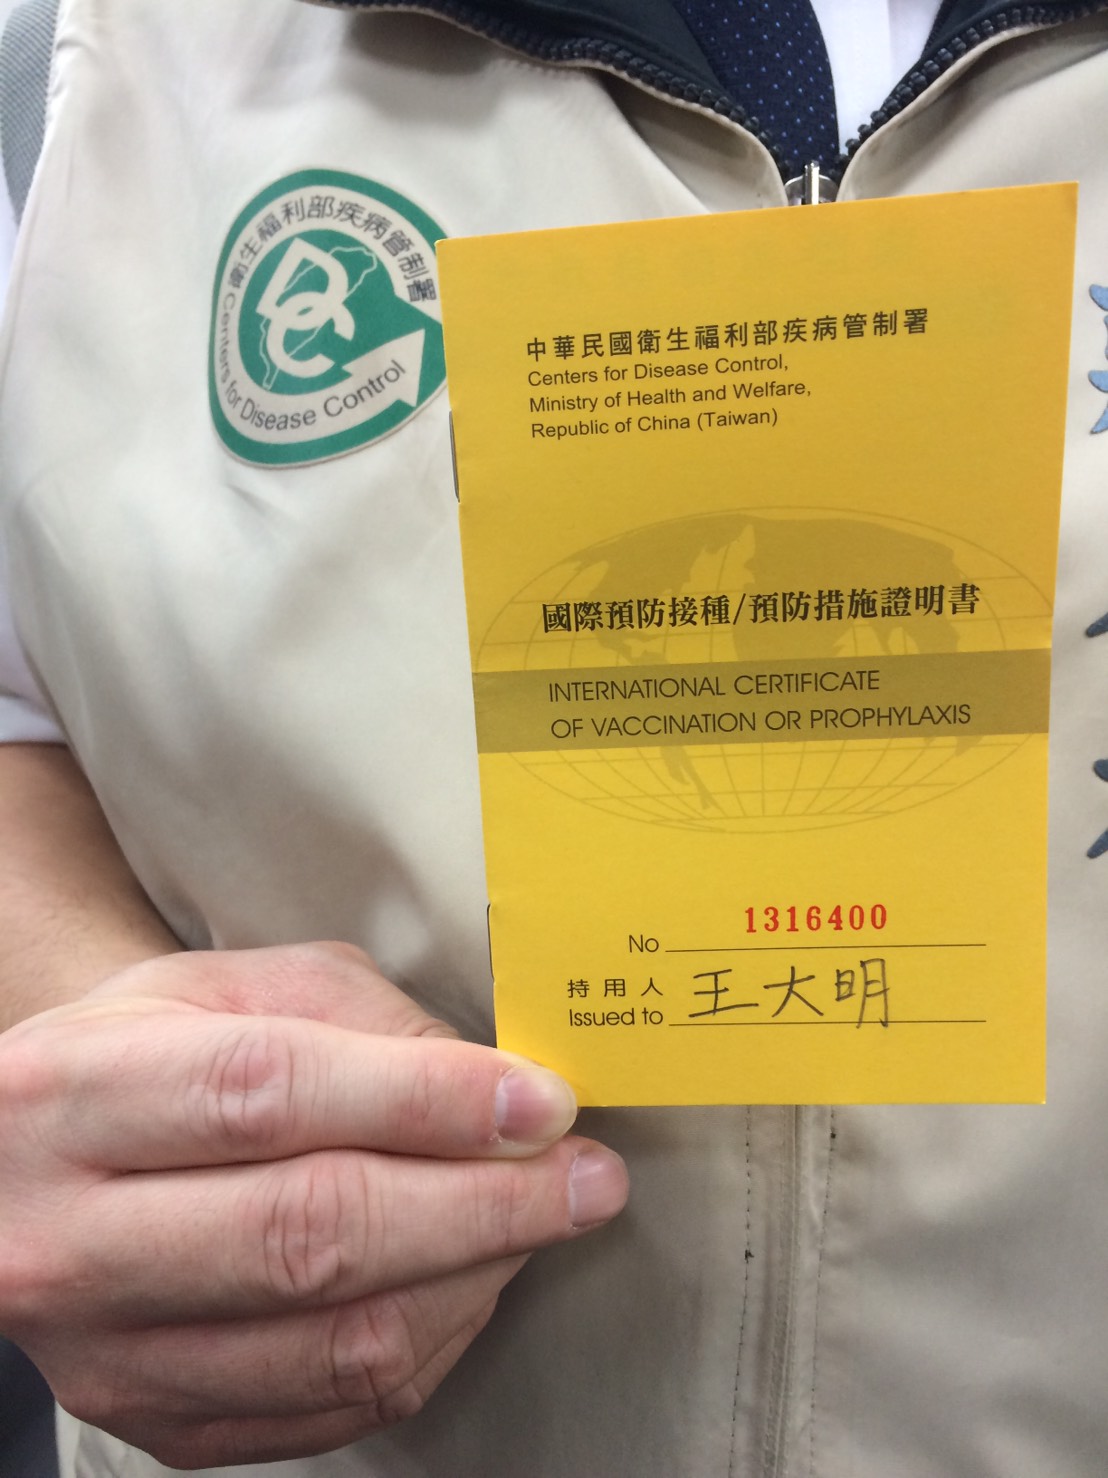 衛生福利部疾病管制署
Centers for Disease Control
中華民國衛生福利部疾病管制署
Centers for Disease Control,
Ministry of Health and Welfare,
Republic of China (Taiwan)
國際預防接種/預防措施證明書
INTERNATIONAL CERTIFICATE
OF VACCINATION OR PROPHYLAXIS
No 1316400
持用人 王大明
Issued to